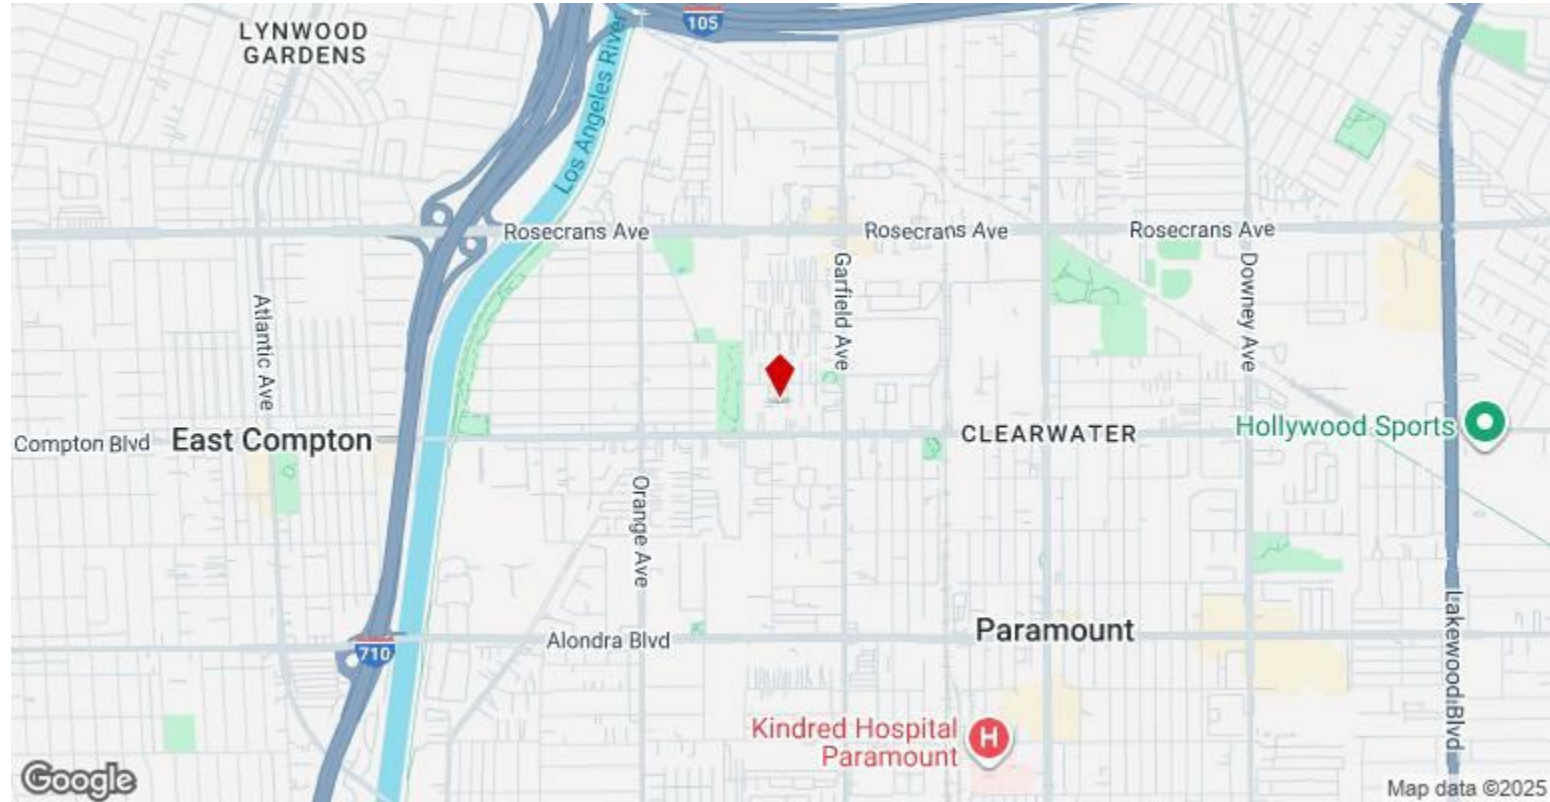 LYNWOOD
GARDENS
105
Los Angeles River
Rosecrans Ave
Rosecrans Ave
Rosecrans Ave
Atlantic Ave
Garfield Ave
Downey Ave
Compton Blvd
East Compton
CLEARWATER
Hollywood Sports
Orange Ave
Alondra Blvd
Paramount
710
Lakewood Blvd
Kindred Hospital
Paramount
H
Google
Map data ©2025